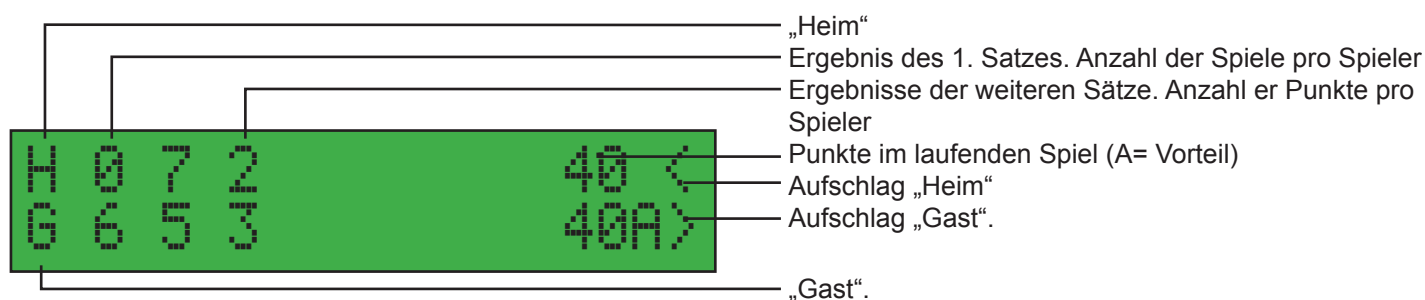 „Heim“
Ergebnis des 1. Satzes. Anzahl der Spiele pro Spieler
Ergebnisse der weiteren Sätze. Anzahl er Punkte pro
Spieler
H 0 7 2 40 <
G 6 5 3 40A>
Punkte im laufenden Spiel (A= Vorteil)
Aufschlag „Heim“
Aufschlag „Gast“.
„Gast“.